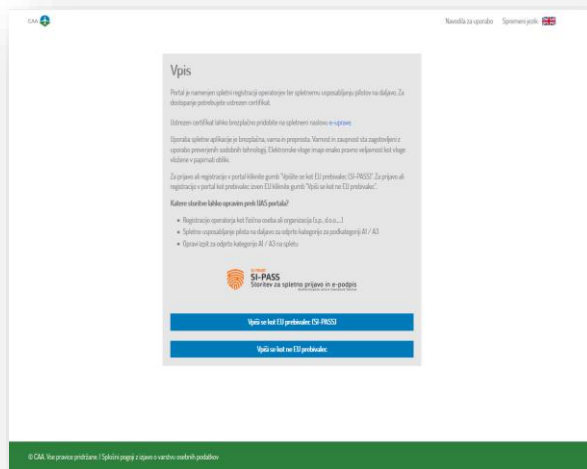 CAA
Navodila za uporabo
Spremeni jezik
Vpis
Portal je namenjen spletni registraciji operatorjev ter spletnemu usposabljanju pilotov na daljavo. Za
dostopanje potrebujete ustrezen certifikat.
Ustrezen certifikat lahko brezplačno pridobite na spletnem naslovu e-uprave.
Uporaba spletne aplikacije je brezplačna, varna in preprosta. Varnost in zaupnost sta zagotovljeni z
uporabo preverjenih sodobnih tehnologij. Elektronske vloge imajo enako pravno veljavnost kot vloge
vložene v papirnati obliki.
Za prijavo ali registracijo v portal kliknite gumb "Vpišite se kot EU prebivalec (SI-PASS)". Za prijavo ali
registracijo v portal kot prebivalec izven EU kliknite gumb "Vpiši se kot ne EU prebivalec".
Katere storitve lahko opravim prek UAS portala?
• Registracijo operatorja kot fizična oseba ali organizacija (s.p., d.o.o.,...)
• Spletno usposabljanje pilota na daljavo za odprto kategorijo za podkategoriji A1 / A3
• Opravi izpit za odprto kategorijo A1 / A3 na spletu
SI-PASS
Storitev za spletno prijavo in e-podpis
Vpiši se kot EU prebivalec (SI-PASS)
Vpiši se kot ne EU prebivalec
© CAA. Vse pravice pridržane. | Splošni pogoji z izjavo o varstvu osebnih podatkov